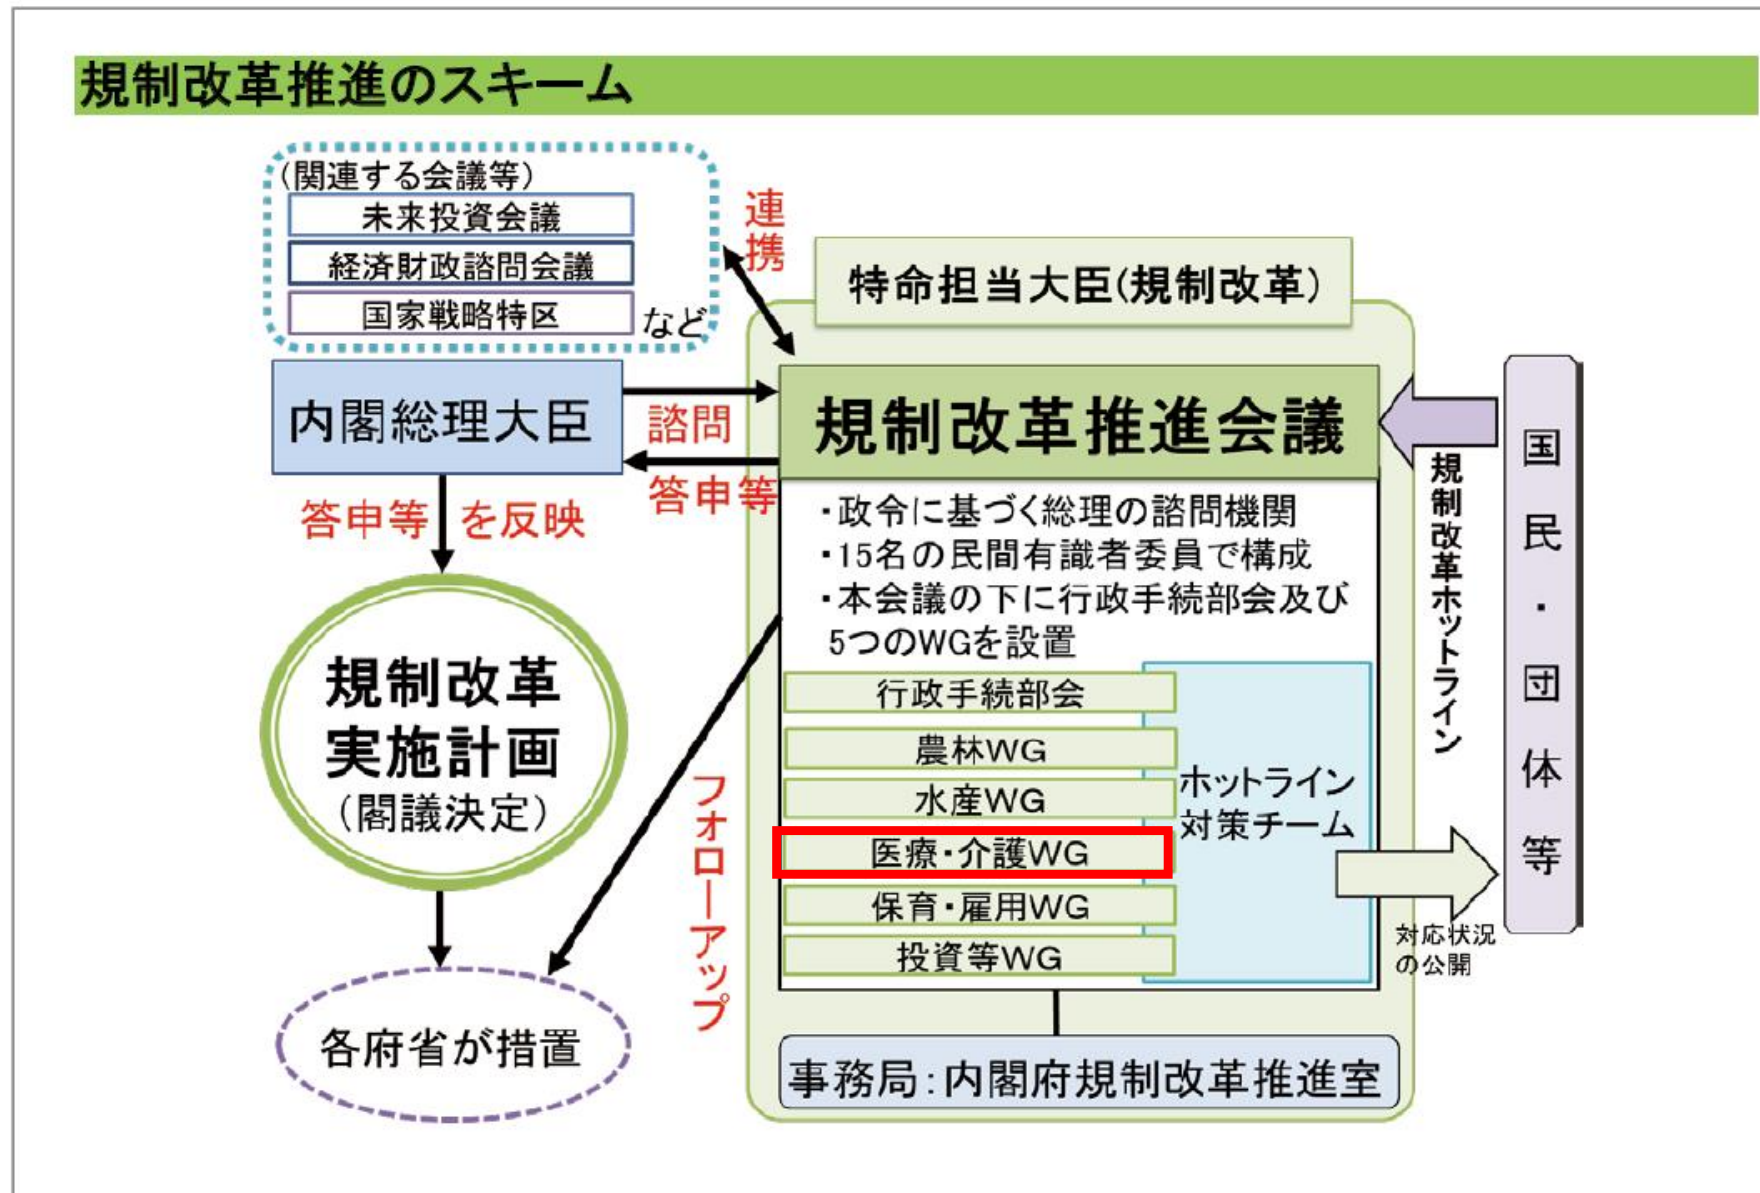 規制改革推進のスキーム
(関連する会議等)
未来投資会議
経済財政諮問会議
国家戦略特区
など
連携
特命担当大臣(規制改革)
内閣総理大臣
諮問
答申等
規制改革推進会議
・政令に基づく総理の諮問機関
・15名の民間有識者委員で構成
・本会議の下に行政手続部会及び
5つのWGを設置
行政手続部会
農林WG
水産WG
医療・介護WG
保育・雇用WG
投資等WG
ホットライン
対策チーム
規制改革ホットライン
国民・団体等
対応状況
の公開
答申等を反映
規制改革
実施計画
(閣議決定)
フォローアップ
各府省が措置
事務局:内閣府規制改革推進室